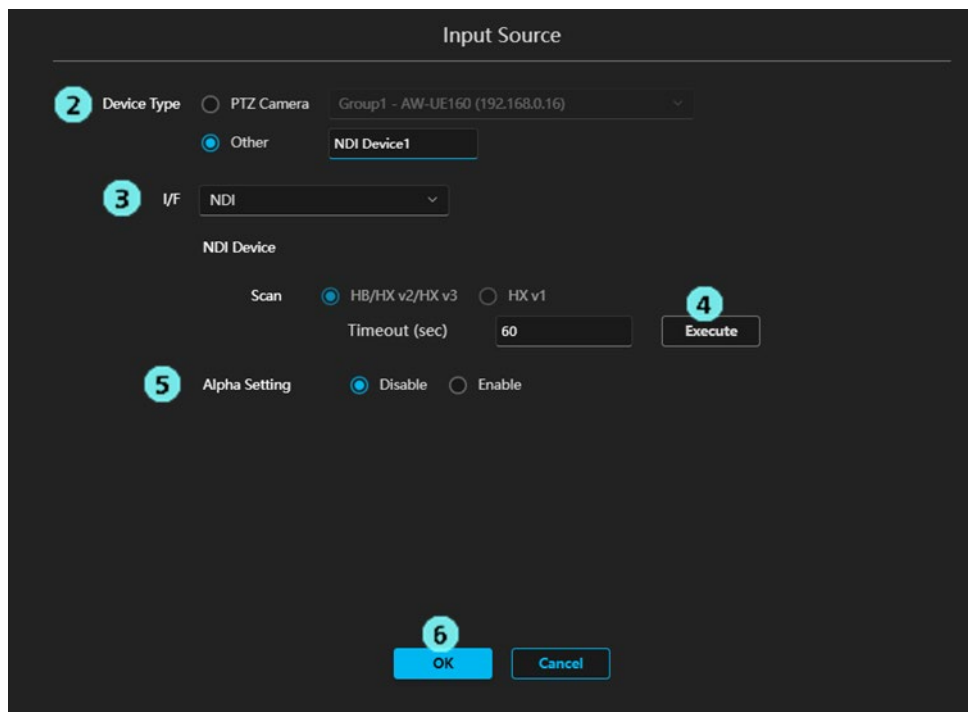 Input Source
2 Device Type PTZ Camera Group1 - AW-UE160 (192.168.0.16)
Other NDI Device1
3 I/F NDI
NDI Device
Scan HB/HX v2/HX v3 HX v1 4
Timeout (sec) 60 Execute
5 Alpha Setting Disable Enable
6
OK Cancel